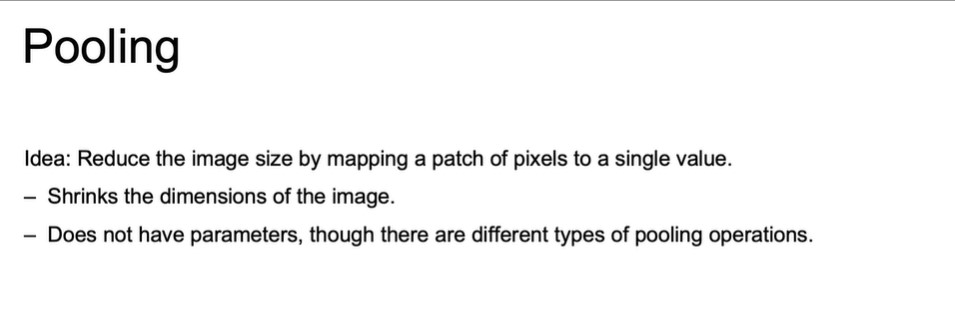 Pooling
Idea: Reduce the image size by mapping a patch of pixels to a single value.
– Shrinks the dimensions of the image.
– Does not have parameters, though there are different types of pooling operations.